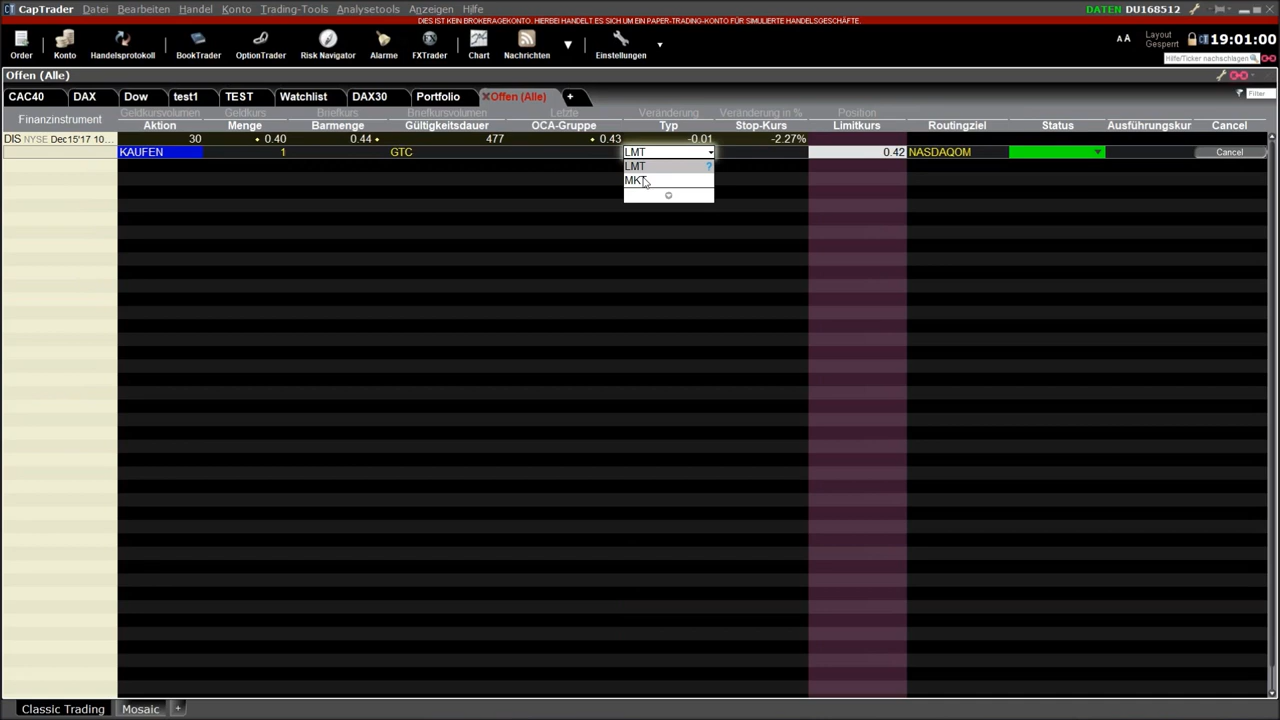 CT CapTrader Datei Bearbeiten Handel Konto Trading-Tools Analysetools Anzeigen Hilfe DATEN DU168512
DIES IST KEIN BROKERAGEKONTO. HIERBEI HANDELT ES SICH UM EIN PAPER-TRADING-KONTO FÜR SIMULIERTE HANDELSGESCHÄFTE.
Order Konto Handelsprotokoll BookTrader OptionTrader Risk Navigator Alarme FXTrader Chart Nachrichten Einstellungen
A A Layout Gesperrt 19:01:00
Hilfe/Ticker nachschlagen
Offen (Alle)
CAC40 DAX Dow test1 TEST Watchlist DAX30 Portfolio Offen (Alle) + Filter
Geldkursvolumen Geldkurs Briefkurs Briefkursvolumen Letzte Veränderung Veränderung in % Position
Finanzinstrument Aktion Menge Barmenge Gültigkeitsdauer OCA-Gruppe Typ Stop-Kurs Limitkurs Routingziel Status Ausführungskur Cancel
DIS NYSE Dec15'17 10... 30 0.40 0.44 477 0.43 -0.01 -2.27%
KAUFEN 1 GTC LMT 0.42 NASDAQOM Cancel
LMT ?
MKT
Classic Trading Mosaic +